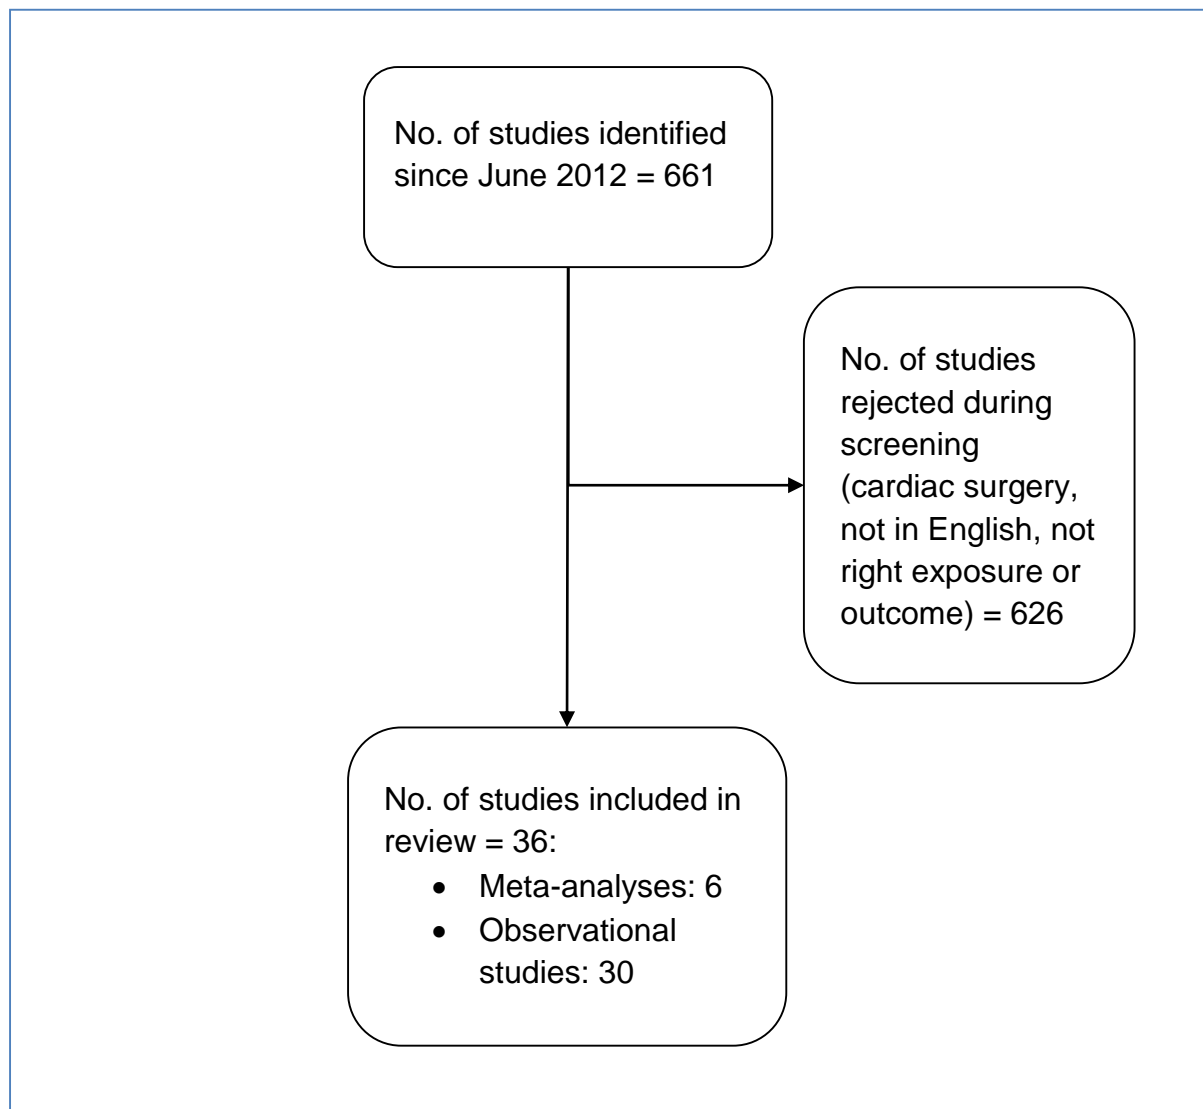 No. of studies identified
since June 2012 = 661
No. of studies
rejected during
screening
(cardiac surgery,
not in English, not
right exposure or
outcome) = 626
No. of studies included in
review = 36:
• Meta-analyses: 6
• Observational
studies: 30